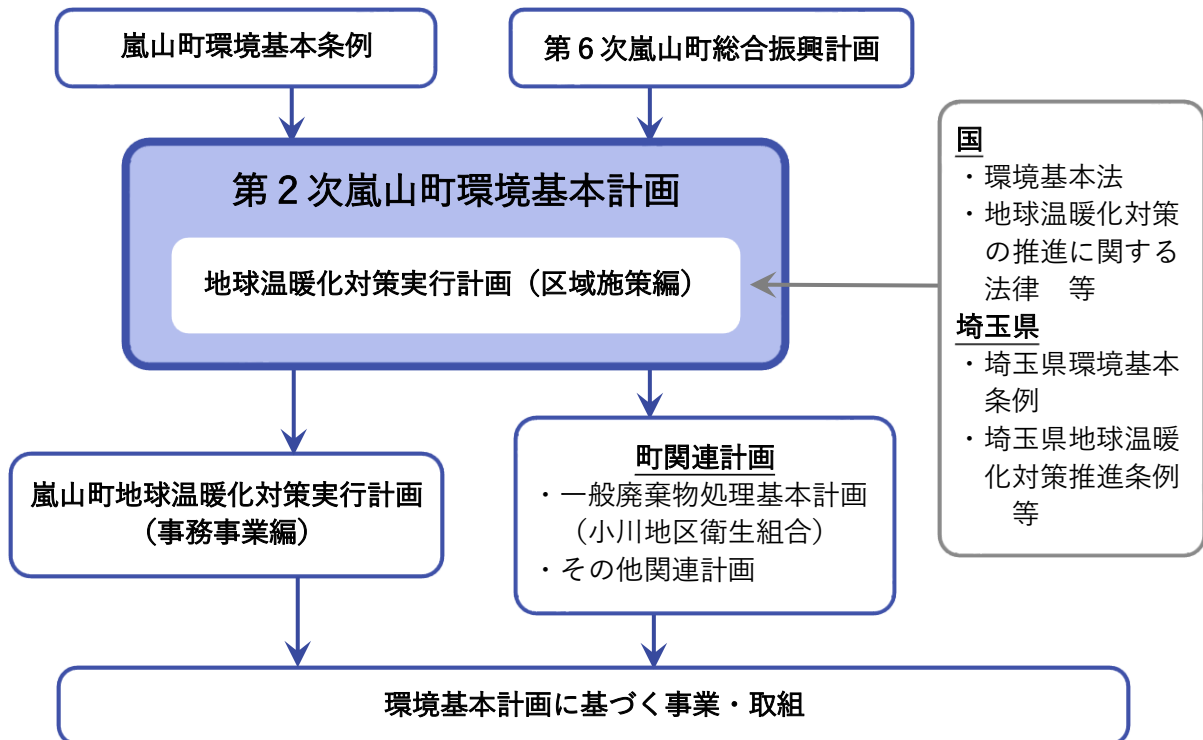 嵐山町環境基本条例
第６次嵐山町総合振興計画
第２次嵐山町環境基本計画
地球温暖化対策実行計画（区域施策編）
国
・環境基本法
・地球温暖化対策
の推進に関する
法律　等
埼玉県
・埼玉県環境基本
条例
・埼玉県地球温暖
化対策推進条例
等
嵐山町地球温暖化対策実行計画
（事務事業編）
町関連計画
・一般廃棄物処理基本計画
（小川地区衛生組合）
・その他関連計画
環境基本計画に基づく事業・取組